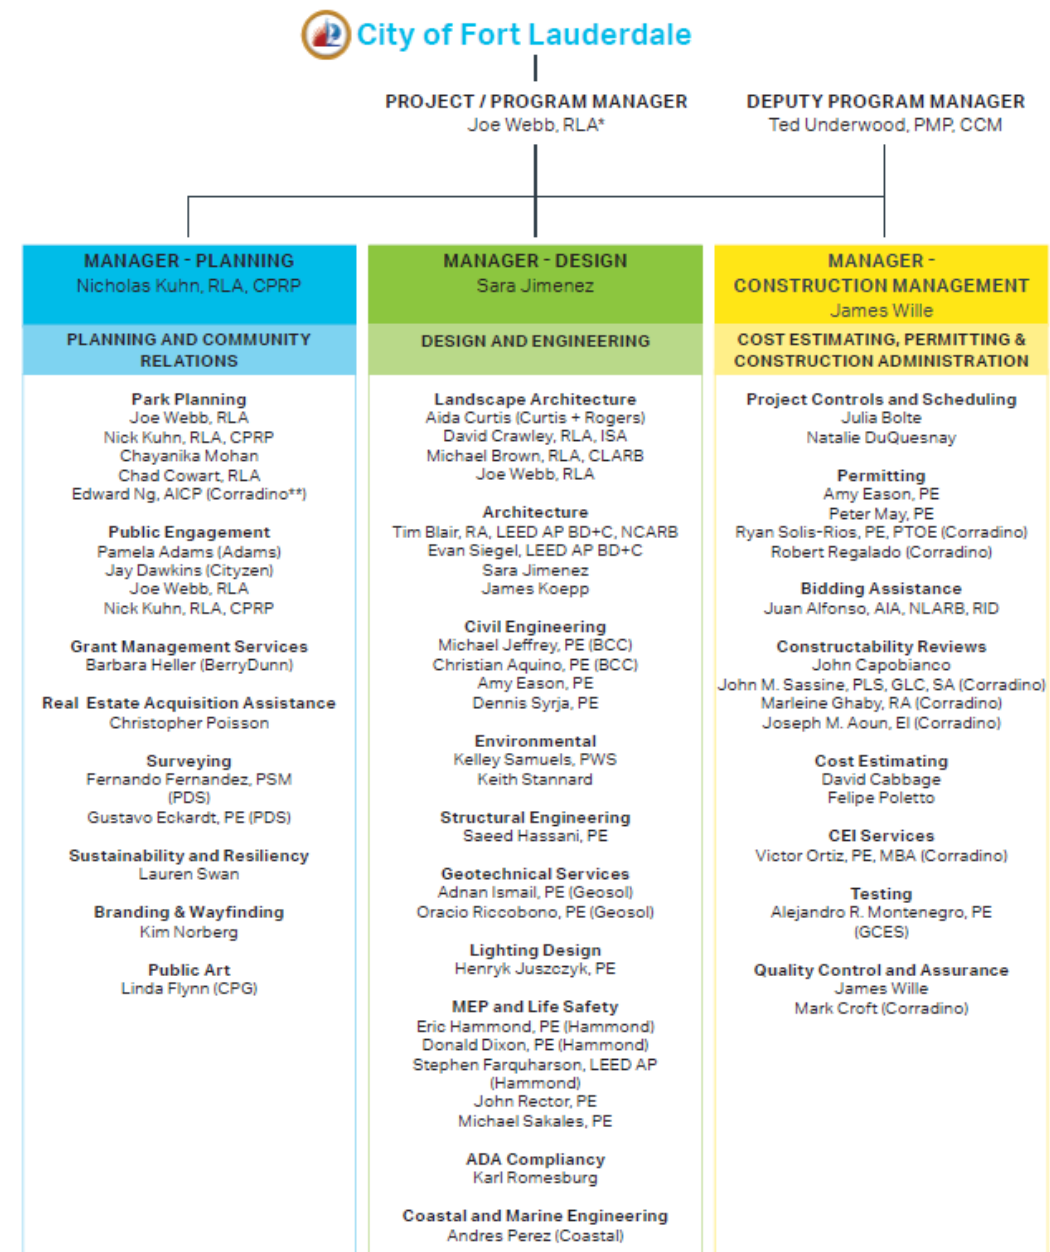 City of Fort Lauderdale
PROJECT / PROGRAM MANAGER
Joe Webb, RLA*
DEPUTY PROGRAM MANAGER
Ted Underwood, PMP, CCM
MANAGER - PLANNING
Nicholas Kuhn, RLA, CPRP
PLANNING AND COMMUNITY
RELATIONS
Park Planning
Joe Webb, RLA
Nick Kuhn, RLA, CPRP
Chayanika Mohan
Chad Cowart, RLA
Edward Ng, AICP (Corradino**)
Public Engagement
Pamela Adams (Adams)
Jay Dawkins (Cityzen)
Joe Webb, RLA
Nick Kuhn, RLA, CPRP
Grant Management Services
Barbara Heller (BerryDunn)
Real Estate Acquisition Assistance
Christopher Poisson
Surveying
Fernando Fernandez, PSM
(PDS)
Gustavo Eckardt, PE (PDS)
Sustainability and Resiliency
Lauren Swan
Branding & Wayfinding
Kim Norberg
Public Art
Linda Flynn (CPG)
MANAGER - DESIGN
Sara Jimenez
DESIGN AND ENGINEERING
Landscape Architecture
Aida Curtis (Curtis + Rogers)
David Crawley, RLA, ISA
Michael Brown, RLA, CLARB
Joe Webb, RLA
Architecture
Tim Blair, RA, LEED AP BD+C, NCARB
Evan Siegel, LEED AP BD+C
Sara Jimenez
James Koepp
Civil Engineering
Michael Jeffrey, PE (BCC)
Christian Aquino, PE (BCC)
Amy Eason, PE
Dennis Syrja, PE
Environmental
Kelley Samuels, PWS
Keith Stannard
Structural Engineering
Saeed Hassani, PE
Geotechnical Services
Adnan Ismail, PE (Geosol)
Oracio Riccobono, PE (Geosol)
Lighting Design
Henryk Juszczyk, PE
MEP and Life Safety
Eric Hammond, PE (Hammond)
Donald Dixon, PE (Hammond)
Stephen Farquharson, LEED AP
(Hammond)
John Rector, PE
Michael Sakales, PE
ADA Compliancy
Karl Romesburg
Coastal and Marine Engineering
Andres Perez (Coastal)
MANAGER -
CONSTRUCTION MANAGEMENT
James Wille
COST ESTIMATING, PERMITTING &
CONSTRUCTION ADMINISTRATION
Project Controls and Scheduling
Julia Bolte
Natalie DuQuesnay
Permitting
Amy Eason, PE
Peter May, PE
Ryan Solis-Rios, PE, PTOE (Corradino)
Robert Regalado (Corradino)
Bidding Assistance
Juan Alfonso, AIA, NLARB, RID
Constructability Reviews
John Capobianco
John M. Sassine, PLS, GLC, SA (Corradino)
Marleine Ghaby, RA (Corradino)
Joseph M. Aoun, EI (Corradino)
Cost Estimating
David Cabbage
Felipe Poletto
CEI Services
Victor Ortiz, PE, MBA (Corradino)
Testing
Alejandro R. Montenegro, PE
(GCES)
Quality Control and Assurance
James Wille
Mark Croft (Corradino)